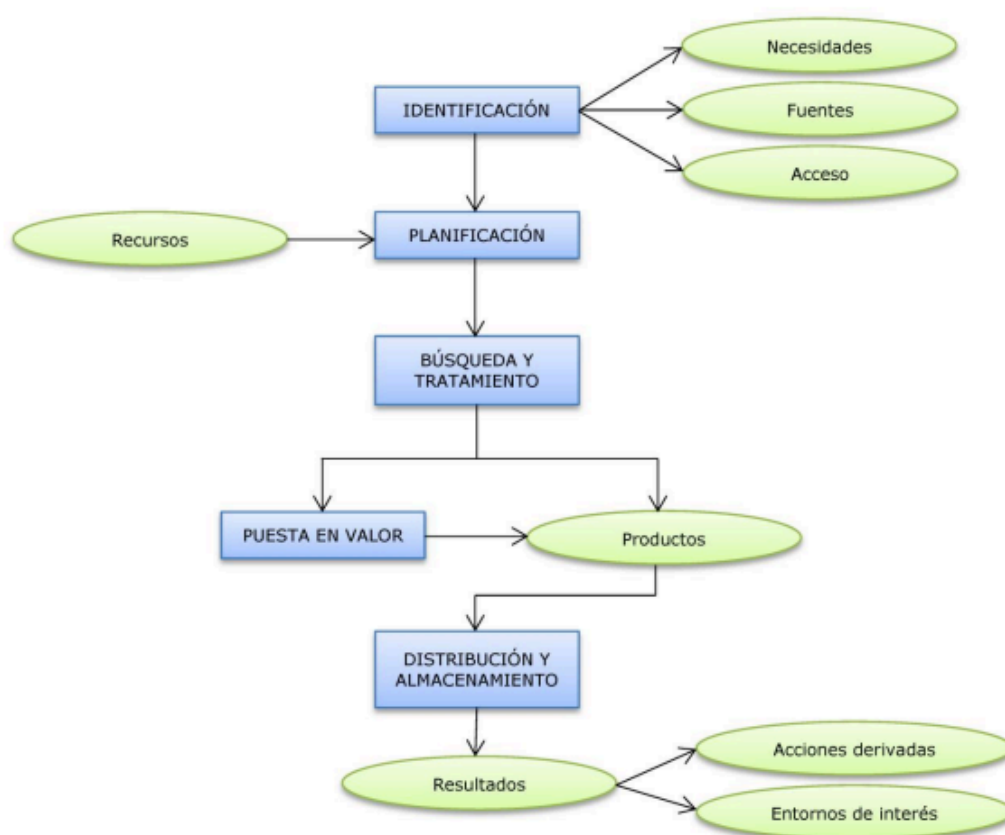 Necesidades
IDENTIFICACIÓN
Fuentes
Acceso
Recursos
PLANIFICACIÓN
BÚSQUEDA Y
TRATAMIENTO
PUESTA EN VALOR
Productos
DISTRIBUCIÓN Y
ALMACENAMIENTO
Resultados
Acciones derivadas
Entornos de interés